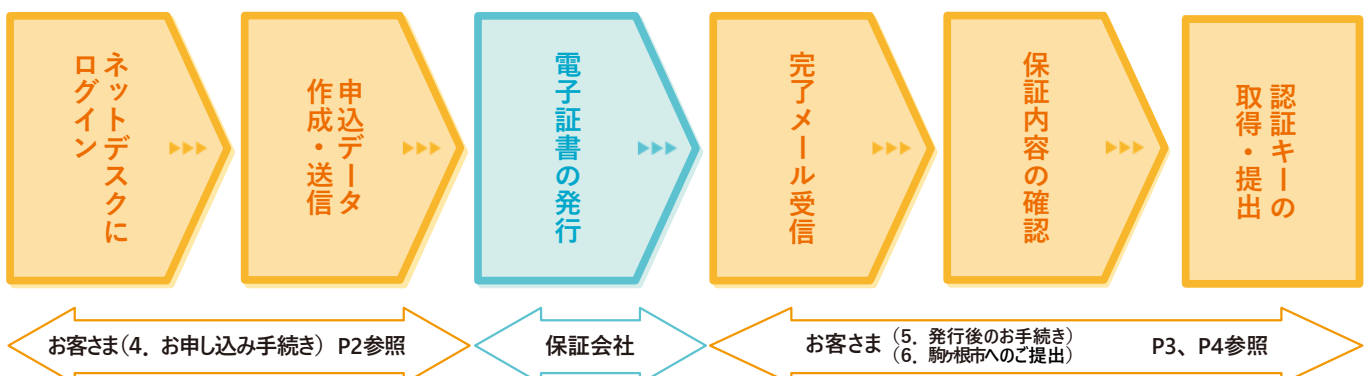 ネットデスクに
ログイン
申込データ
作成・送信
電子証書の発行
完了メール受信
保証内容の確認
認証キーの
取得・提出
お客さま（4．お申し込み手続き） P2参照
保証会社
お客さま（5．発行後のお手続き）
（6．駒ヶ根市へのご提出）
P3、P4参照